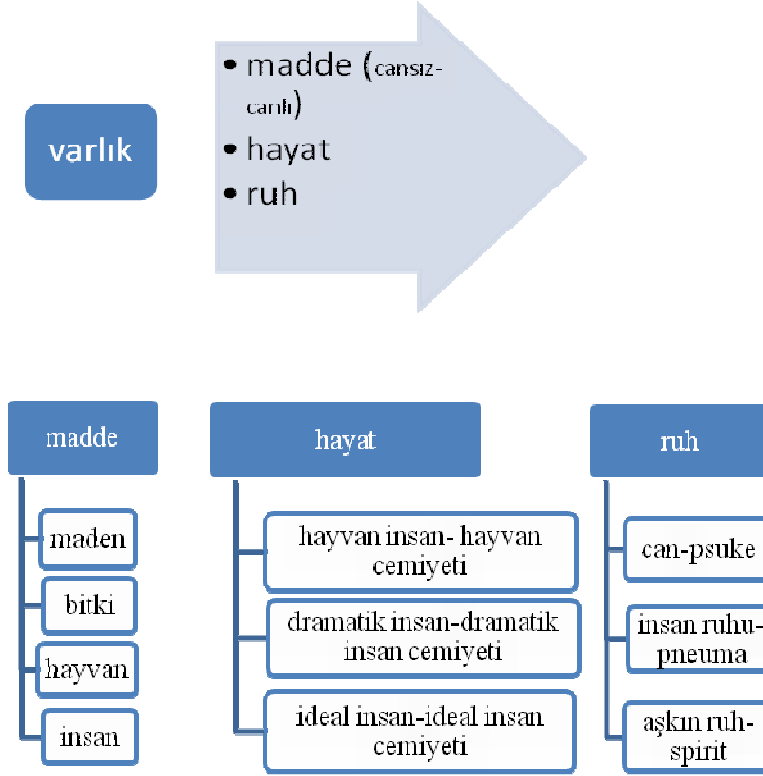 varlık
• madde (cansız-
canlı)
• hayat
• ruh
madde
maden
bitki
hayvan
insan
hayat
hayvan insan- hayvan
cemiyeti
dramatik insan-dramatik
insan cemiyeti
ideal insan-ideal insan
cemiyeti
ruh
can-psuke
insan ruhu-
pneuma
aşkın ruh-
spirit